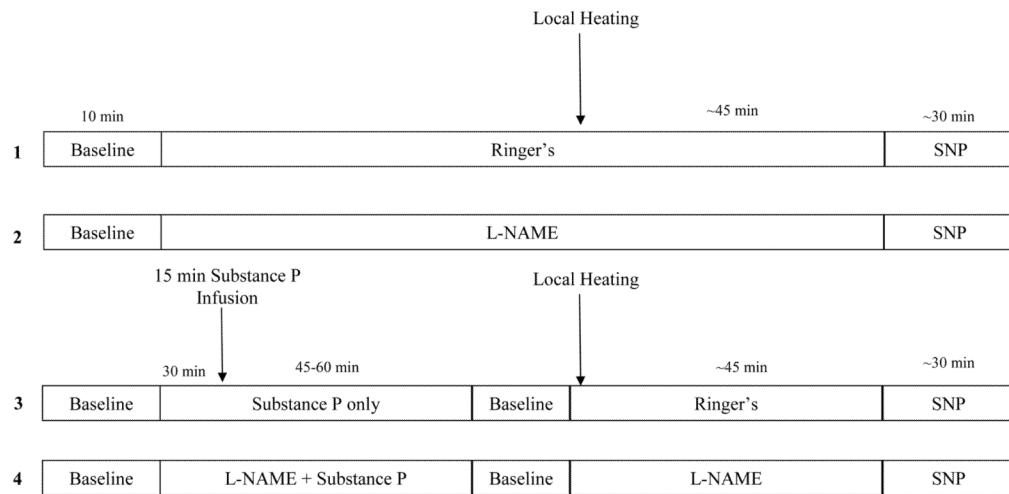 Local Heating
10 min ~45 min ~30 min
1 Baseline Ringer’s SNP
2 Baseline L-NAME SNP
15 min Substance P
Infusion
Local Heating
30 min 45-60 min ~45 min ~30 min
3 Baseline Substance P only Baseline Ringer’s SNP
4 Baseline L-NAME + Substance P Baseline L-NAME SNP